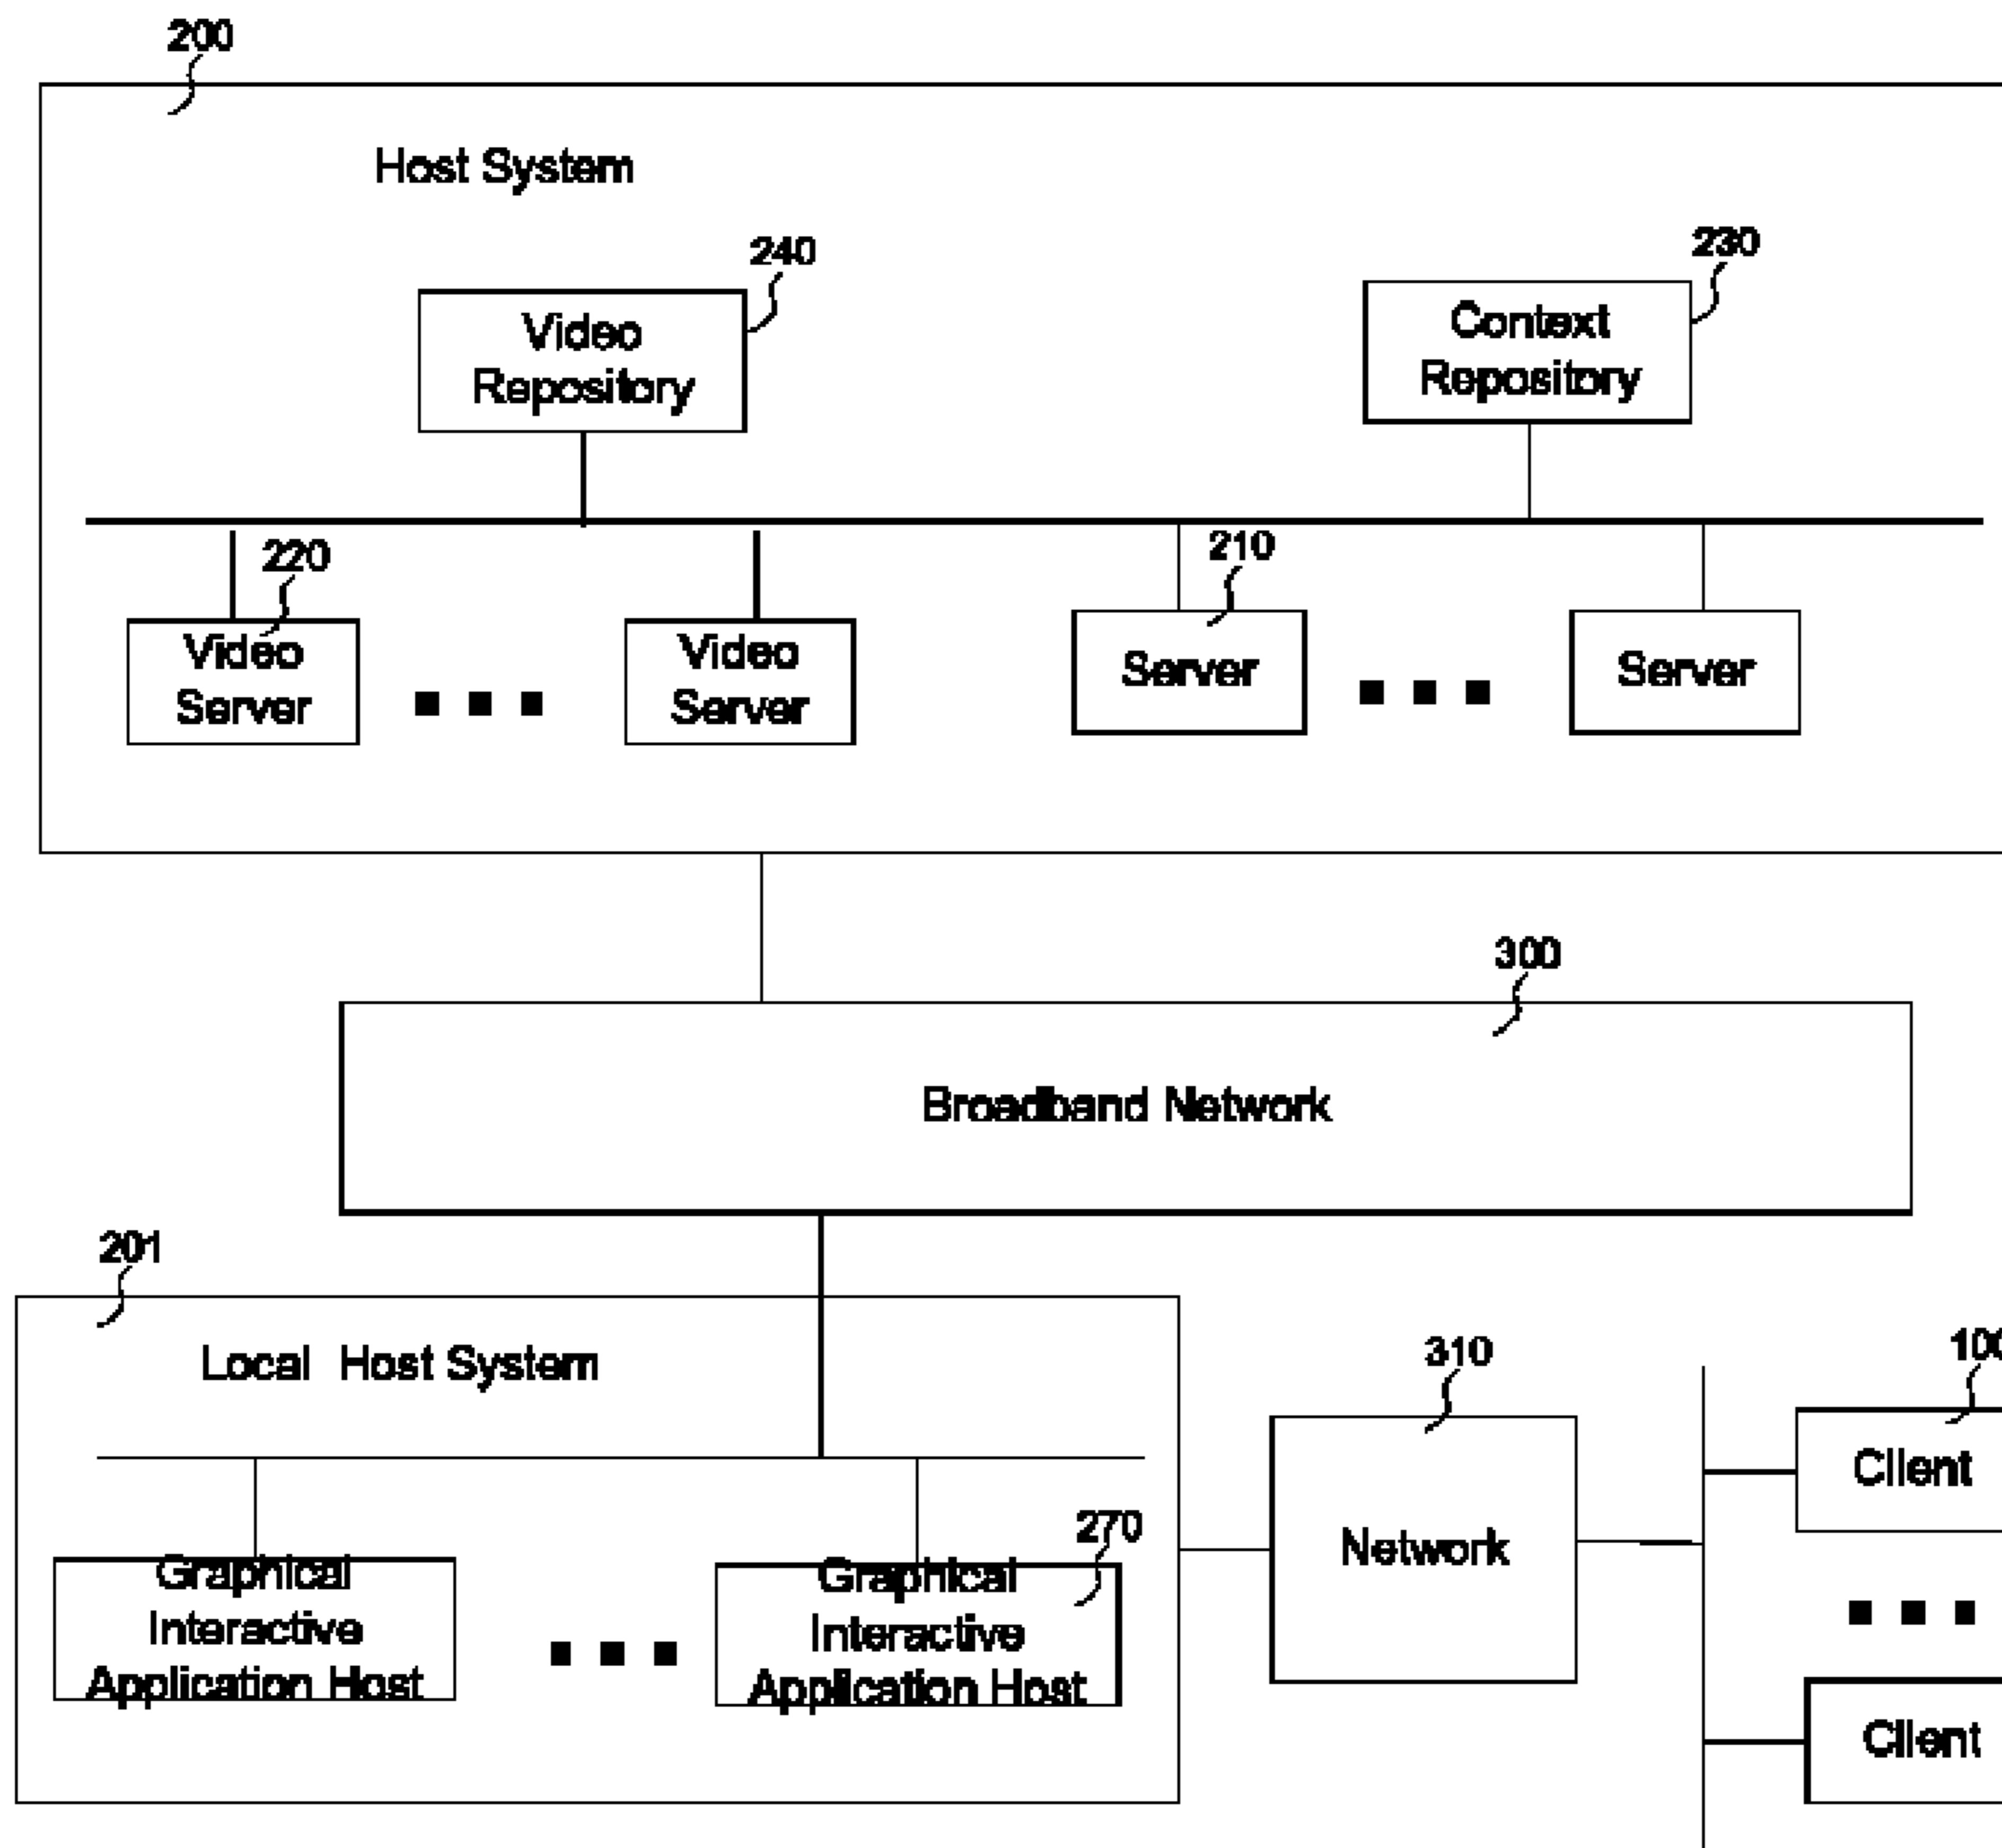 200
Host System
240
230
Video
Repository
Context
Repository
220
210
Video
Server
Video
Server
Server
Server
300
Broadband Network
201
Local Host System
310
100
Client
270
Network
Graphical
Interactive
Application Host
Graphical
Interactive
Application Host
Client